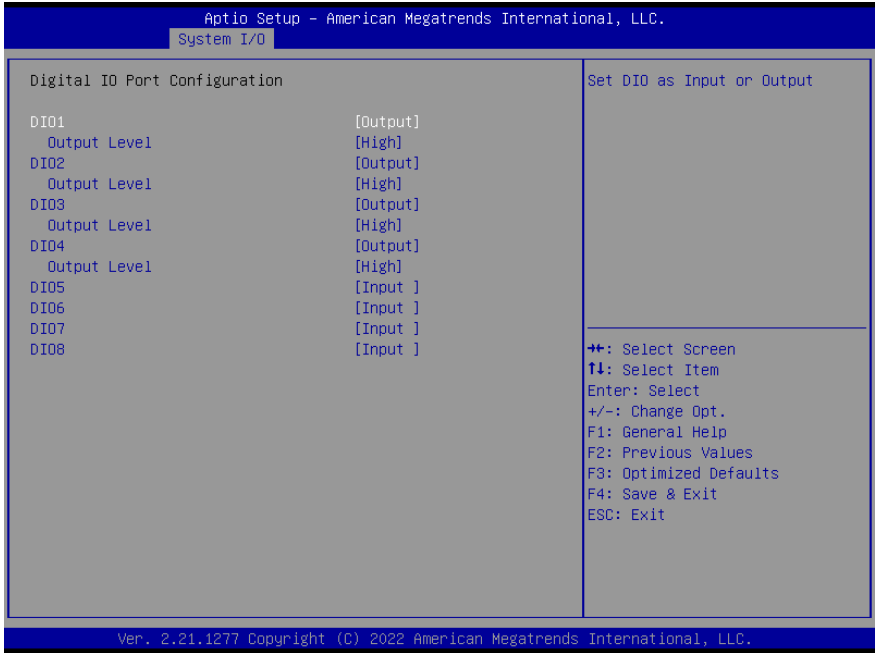 Aptio Setup – American Megatrends International, LLC.
System I/O
Digital IO Port Configuration
DIO1 [Output]
Output Level [High]
DIO2 [Output]
Output Level [High]
DIO3 [Output]
Output Level [High]
DIO4 [Output]
Output Level [High]
DIO5 [Input ]
DIO6 [Input ]
DIO7 [Input ]
DIO8 [Input ]
Set DIO as Input or Output
→←: Select Screen
↑↓: Select Item
Enter: Select
+/-: Change Opt.
F1: General Help
F2: Previous Values
F3: Optimized Defaults
F4: Save & Exit
ESC: Exit
Ver. 2.21.1277 Copyright (C) 2022 American Megatrends International, LLC.